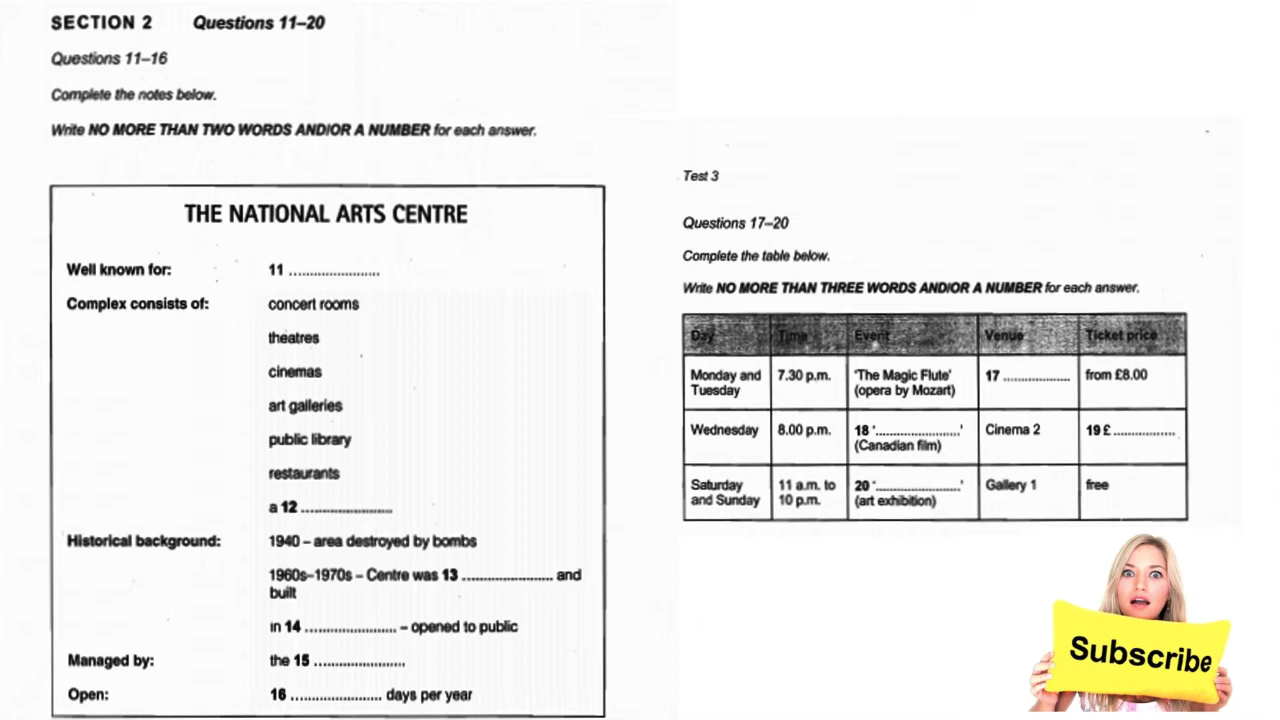 SECTION 2 Questions 11–20
Questions 11–16
Complete the notes below.
Write NO MORE THAN TWO WORDS AND/OR A NUMBER for each answer.
THE NATIONAL ARTS CENTRE
Well known for: 11 ......................
Complex consists of: concert rooms
theatres
cinemas
art galleries
public library
restaurants
a 12 ......................
Historical background: 1940 – area destroyed by bombs
1960s–1970s – Centre was 13 ...................... and
built
in 14 ...................... – opened to public
Managed by: the 15 ......................
Open: 16 ...................... days per year
Test 3
Questions 17–20
Complete the table below.
Write NO MORE THAN THREE WORDS AND/OR A NUMBER for each answer.
Day Time Event Venue Ticket price
Monday and 7.30 p.m. 'The Magic Flute' 17 .................. from £8.00
Tuesday (opera by Mozart)
Wednesday 8.00 p.m. 18 '......................' Cinema 2 19 £ ................
(Canadian film)
Saturday 11 a.m. to 20 '......................' Gallery 1 free
and Sunday 10 p.m. (art exhibition)
Subscribe